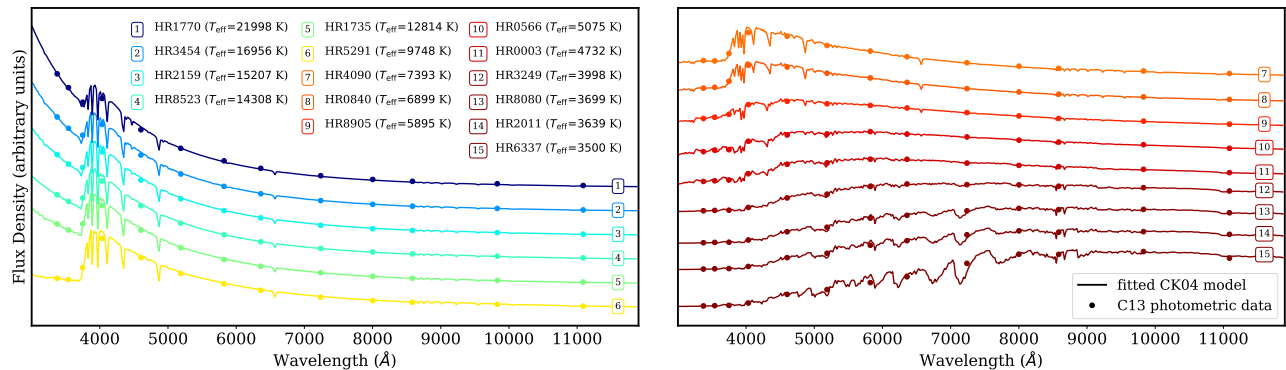 Flux Density (arbitrary units)
1 HR1770 (Teff=21998 K)
2 HR3454 (Teff=16956 K)
3 HR2159 (Teff=15207 K)
4 HR8523 (Teff=14308 K)
5 HR1735 (Teff=12814 K)
6 HR5291 (Teff=9748 K)
7 HR4090 (Teff=7393 K)
8 HR0840 (Teff=6899 K)
9 HR8905 (Teff=5895 K)
10 HR0566 (Teff=5075 K)
11 HR0003 (Teff=4732 K)
12 HR3249 (Teff=3998 K)
13 HR8080 (Teff=3699 K)
14 HR2011 (Teff=3639 K)
15 HR6337 (Teff=3500 K)
1
2
3
4
5
6
4000 5000 6000 7000 8000 9000 10000 11000
Wavelength (Å)
7
8
9
10
11
12
13
14
15
fitted CK04 model
C13 photometric data
4000 5000 6000 7000 8000 9000 10000 11000
Wavelength (Å)